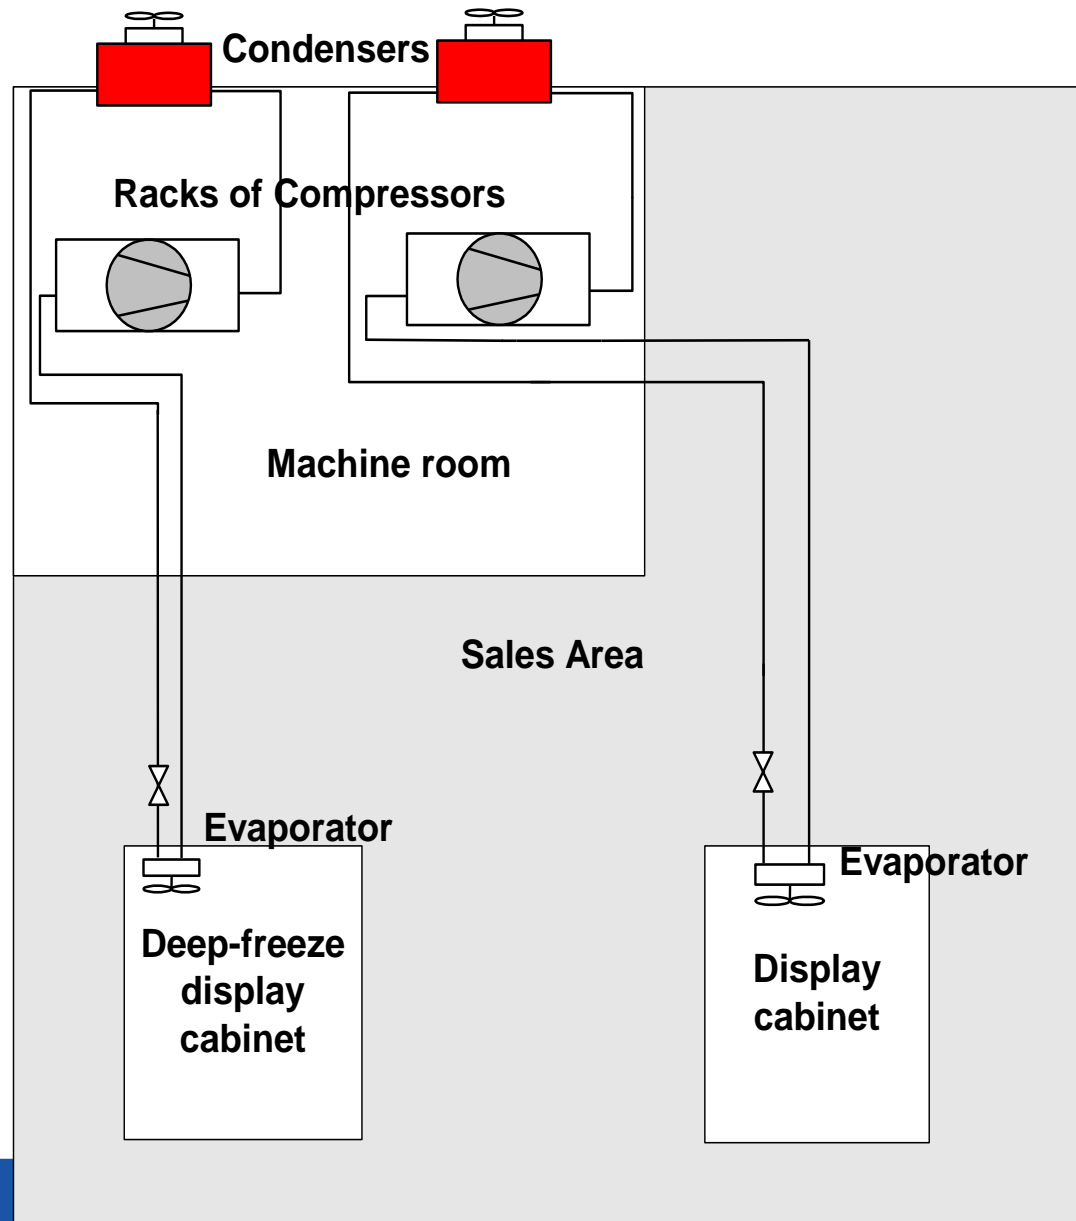 Condensers
Racks of Compressors
Machine room
Sales Area
Evaporator
Evaporator
Deep-freeze
display
cabinet
Display
cabinet